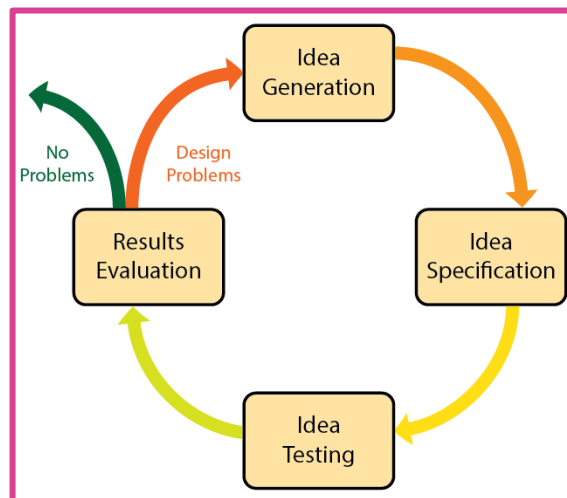 Idea
Generation
No
Problems
Design
Problems
Results
Evaluation
Idea
Specification
Idea
Testing